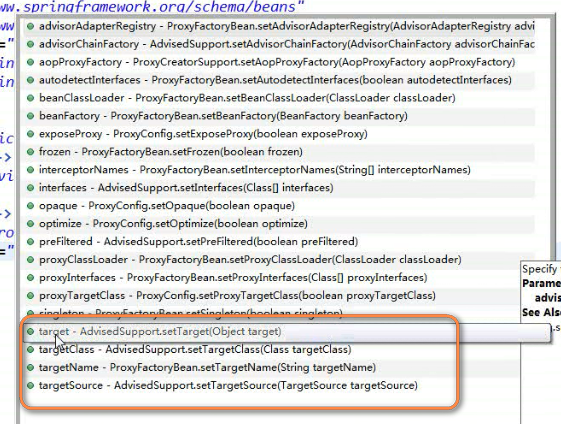 ww.springframework.org/schema/beans"
advisorAdapterRegistry - ProxyFactoryBean.setAdvisorAdapterRegistry(AdvisorAdapterRegistry advi
advisorChainFactory - AdvisedSupport.setAdvisorChainFactory(AdvisorChainFactory advisorChainFac
aopProxyFactory - ProxyCreatorSupport.setAopProxyFactory(AopProxyFactory aopProxyFactory)
autodetectInterfaces - ProxyFactoryBean.setAutodetectInterfaces(boolean autodetectInterfaces)
beanClassLoader - ProxyFactoryBean.setBeanClassLoader(ClassLoader classLoader)
beanFactory - ProxyFactoryBean.setBeanFactory(BeanFactory beanFactory)
exposeProxy - ProxyConfig.setExposeProxy(boolean exposeProxy)
frozen - ProxyFactoryBean.setFrozen(boolean frozen)
interceptorNames - ProxyFactoryBean.setInterceptorNames(String[] interceptorNames)
interfaces - AdvisedSupport.setInterfaces(Class[] interfaces)
opaque - ProxyConfig.setOpaque(boolean opaque)
optimize - ProxyConfig.setOptimize(boolean optimize)
preFiltered - AdvisedSupport.setPreFiltered(boolean preFiltered)
proxyClassLoader - ProxyFactoryBean.setProxyClassLoader(ClassLoader classLoader)
proxyInterfaces - ProxyFactoryBean.setProxyInterfaces(Class[] proxyInterfaces)
proxyTargetClass - ProxyConfig.setProxyTargetClass(boolean proxyTargetClass)
singleton - ProxyFactoryBean.setSingleton(boolean singleton)
target - AdvisedSupport.setTarget(Object target)
targetClass - AdvisedSupport.setTargetClass(Class targetClass)
targetName - ProxyFactoryBean.setTargetName(String targetName)
targetSource - AdvisedSupport.setTargetSource(TargetSource targetSource)
Specify
Parame
advis
See Als